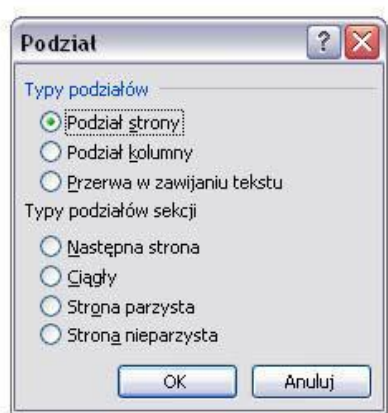 Podział
Typy podziałów
Podział strony
Podział kolumny
Przerwa w zawijaniu tekstu
Typy podziałów sekcji
Następna strona
Ciągły
Strona parzysta
Strona nieparzysta
OK Anuluj